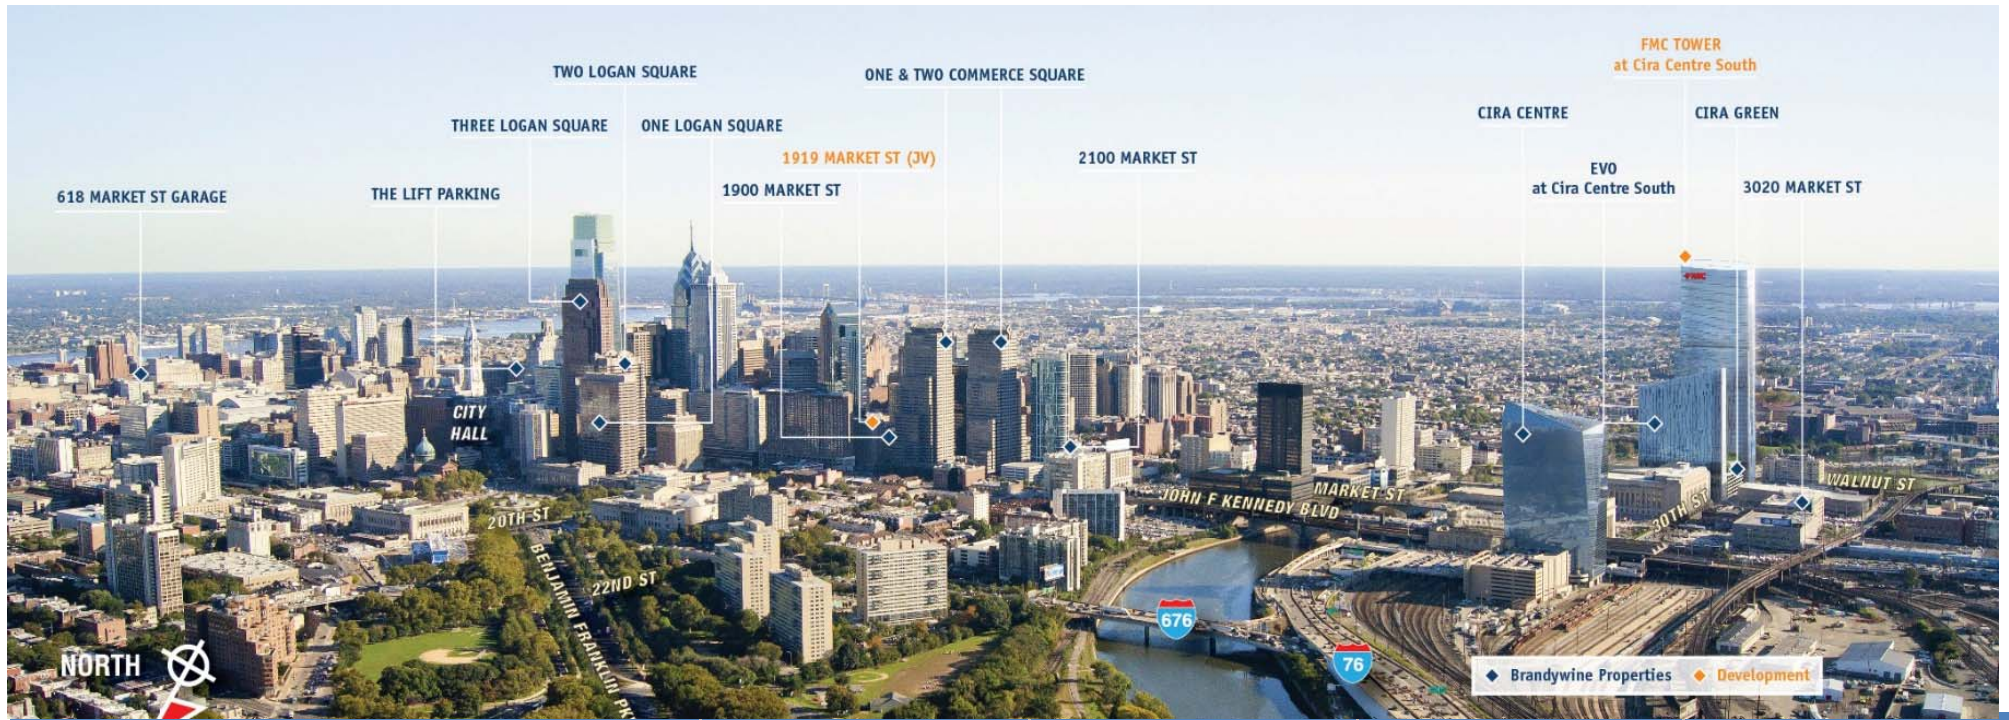 FMC TOWER
at Cira Centre South
TWO LOGAN SQUARE
ONE & TWO COMMERCE SQUARE
CIRA CENTRE
CIRA GREEN
THREE LOGAN SQUARE
ONE LOGAN SQUARE
1919 MARKET ST (JV)
2100 MARKET ST
EVO
at Cira Centre South
618 MARKET ST GARAGE
THE LIFT PARKING
1900 MARKET ST
3020 MARKET ST
FMC
CITY
HALL
20TH ST
JOHN F KENNEDY BLVD
MARKET ST
30TH ST
WALNUT ST
BENJAMIN FRANKLIN PK
22ND ST
676
76
NORTH
Brandywine Properties
Development